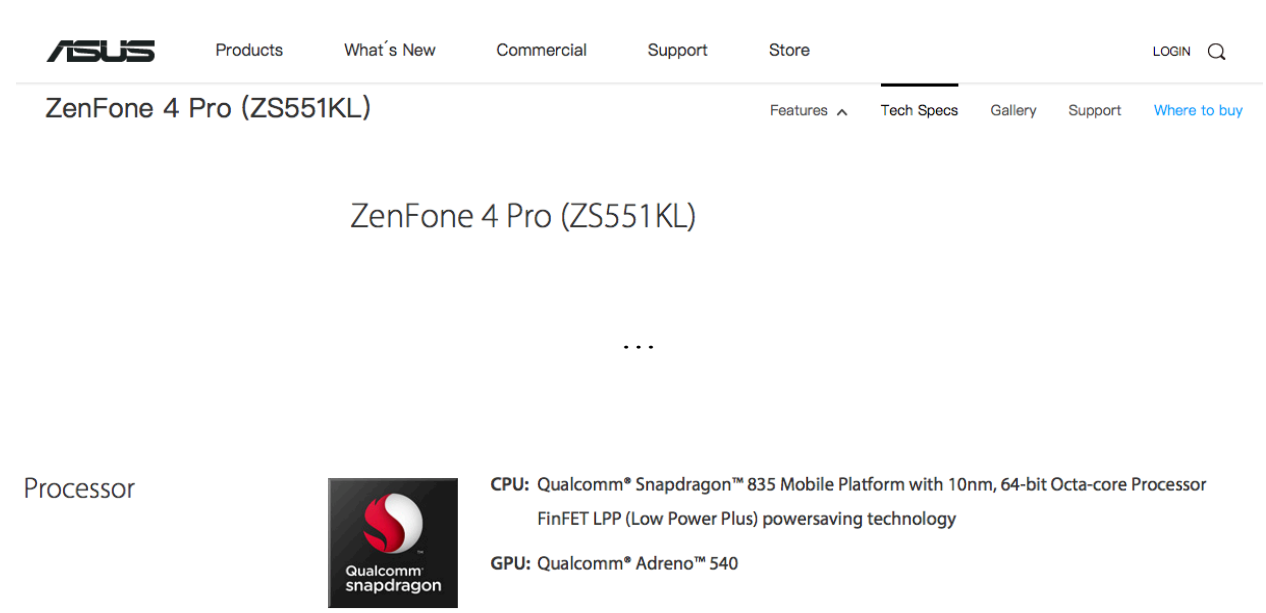 ASUS Products What´s New Commercial Support Store LOGIN
ZenFone 4 Pro (ZS551KL) Features Tech Specs Gallery Support Where to buy
ZenFone 4 Pro (ZS551KL)
...
Processor
Qualcomm
snapdragon™
CPU: Qualcomm® Snapdragon™ 835 Mobile Platform with 10nm, 64-bit Octa-core Processor
FinFET LPP (Low Power Plus) powersaving technology
GPU: Qualcomm® Adreno™ 540